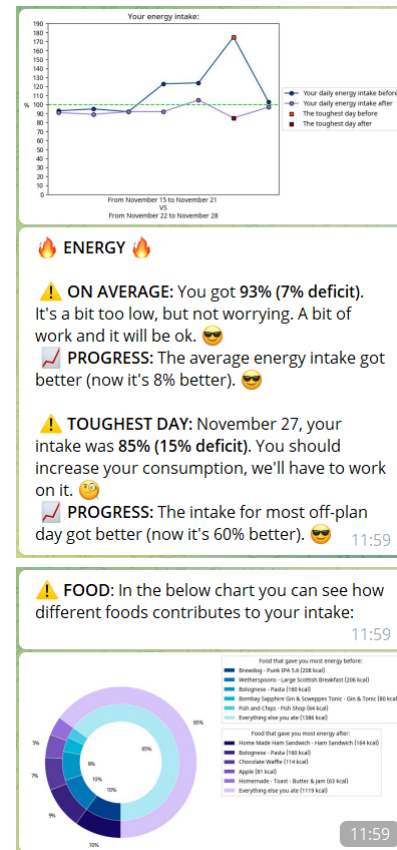 Your energy intake:
190
180
170
160
150
140
130
120
110
% 100
90
80
70
60
50
40
30
20
10
0
Your daily energy intake before
Your daily energy intake after
The toughest day before
The toughest day after
From November 15 to November 21
VS
From November 22 to November 28
🔥 ENERGY 🔥
⚠️ ON AVERAGE: You got 93% (7% deficit).
It's a bit too low, but not worrying. A bit of
work and it will be ok. 😎
📈 PROGRESS: The average energy intake got
better (now it's 8% better). 😎
⚠️ TOUGHEST DAY: November 27, your
intake was 85% (15% deficit). You should
increase your consumption, we'll have to work
on it. 🧐
📈 PROGRESS: The intake for most off-plan
day got better (now it's 60% better). 😎
11:59
⚠️ FOOD: In the below chart you can see how
different foods contributes to your intake:
11:59
Food that gave you most energy before:
Brewdog - Punk IPA 5.6 (208 kcal)
Wetherspoons - Large Scottish Breakfast (206 kcal)
Bolognese - Pasta (160 kcal)
Bombay Sapphire Gin & Sweppes Tonic - Gin & Tonic (80 kcal)
Fish and Chips - Fish Shop (64 kcal)
Everything else you ate (1386 kcal)
Food that gave you most energy after:
Home Made Ham Sandwich - Ham Sandwich (164 kcal)
Bolognese - Pasta (160 kcal)
Chocolate Waffle (114 kcal)
Apple (81 kcal)
Homemade - Toast - Butter & Jam (63 kcal)
Everything else you ate (1119 kcal)
65%
65%
5%
7%
8%
10%
10%
9%
10%
11:59